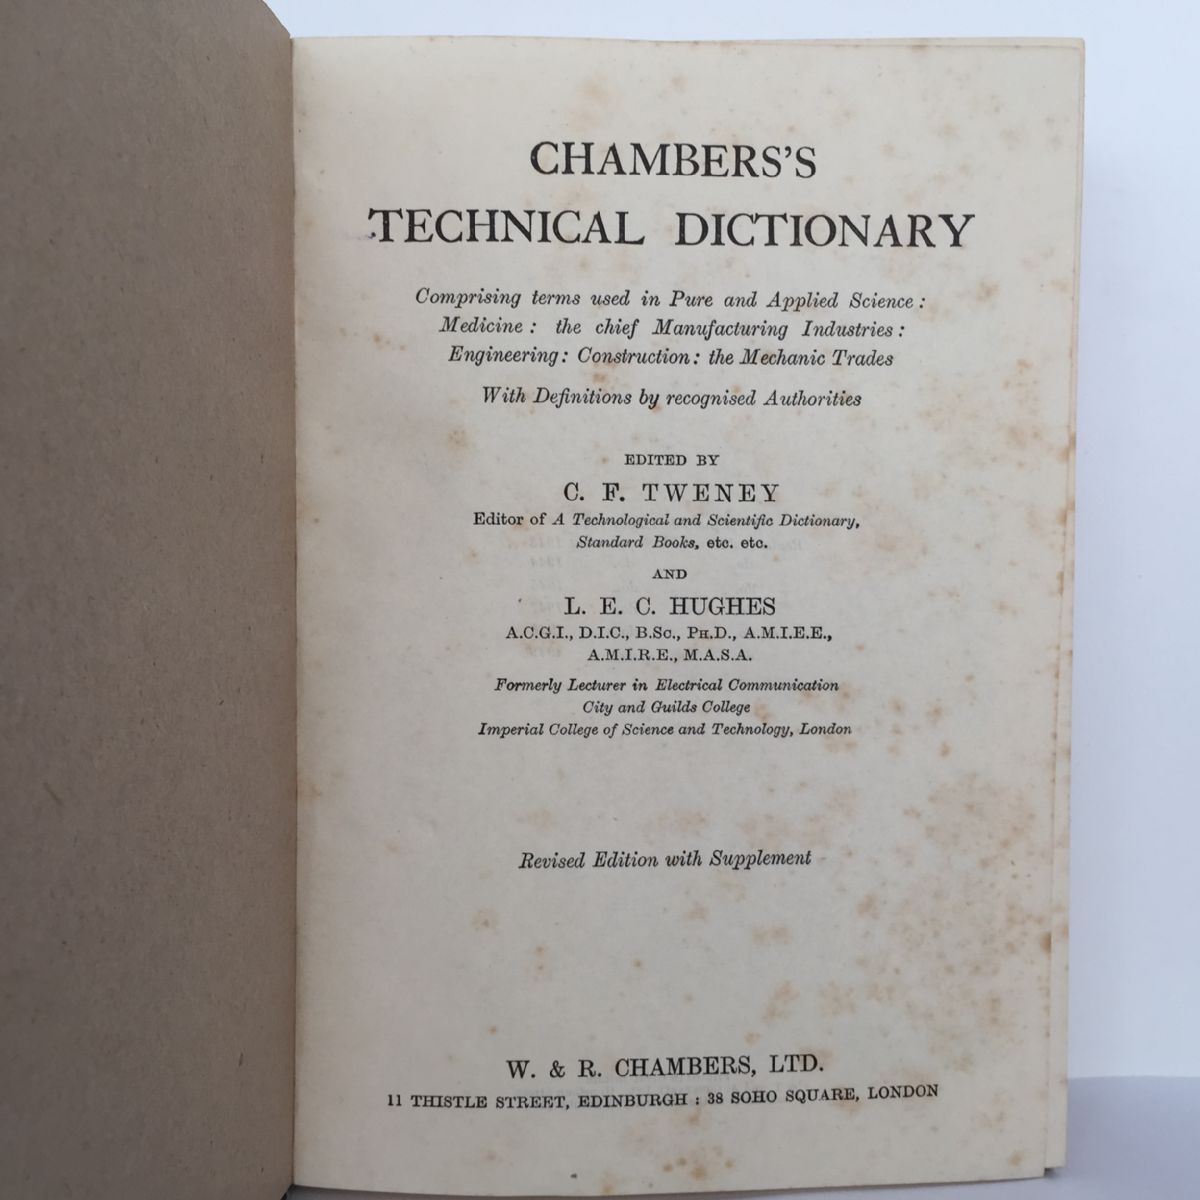 CHAMBERS'S
TECHNICAL DICTIONARY
Comprising terms used in Pure and Applied Science:
Medicine: the chief Manufacturing Industries:
Engineering: Construction: the Mechanic Trades
With Definitions by recognised Authorities
EDITED BY
C. F. TWENEY
Editor of A Technological and Scientific Dictionary,
Standard Books, etc. etc.
AND
L. E. C. HUGHES
A.C.G.I., D.I.C., B.Sc., Ph.D., A.M.I.E.E.,
A.M.I.R.E., M.A.S.A.
Formerly Lecturer in Electrical Communication
City and Guilds College
Imperial College of Science and Technology, London
Revised Edition with Supplement
W. & R. CHAMBERS, LTD.
11 THISTLE STREET, EDINBURGH : 38 SOHO SQUARE, LONDON